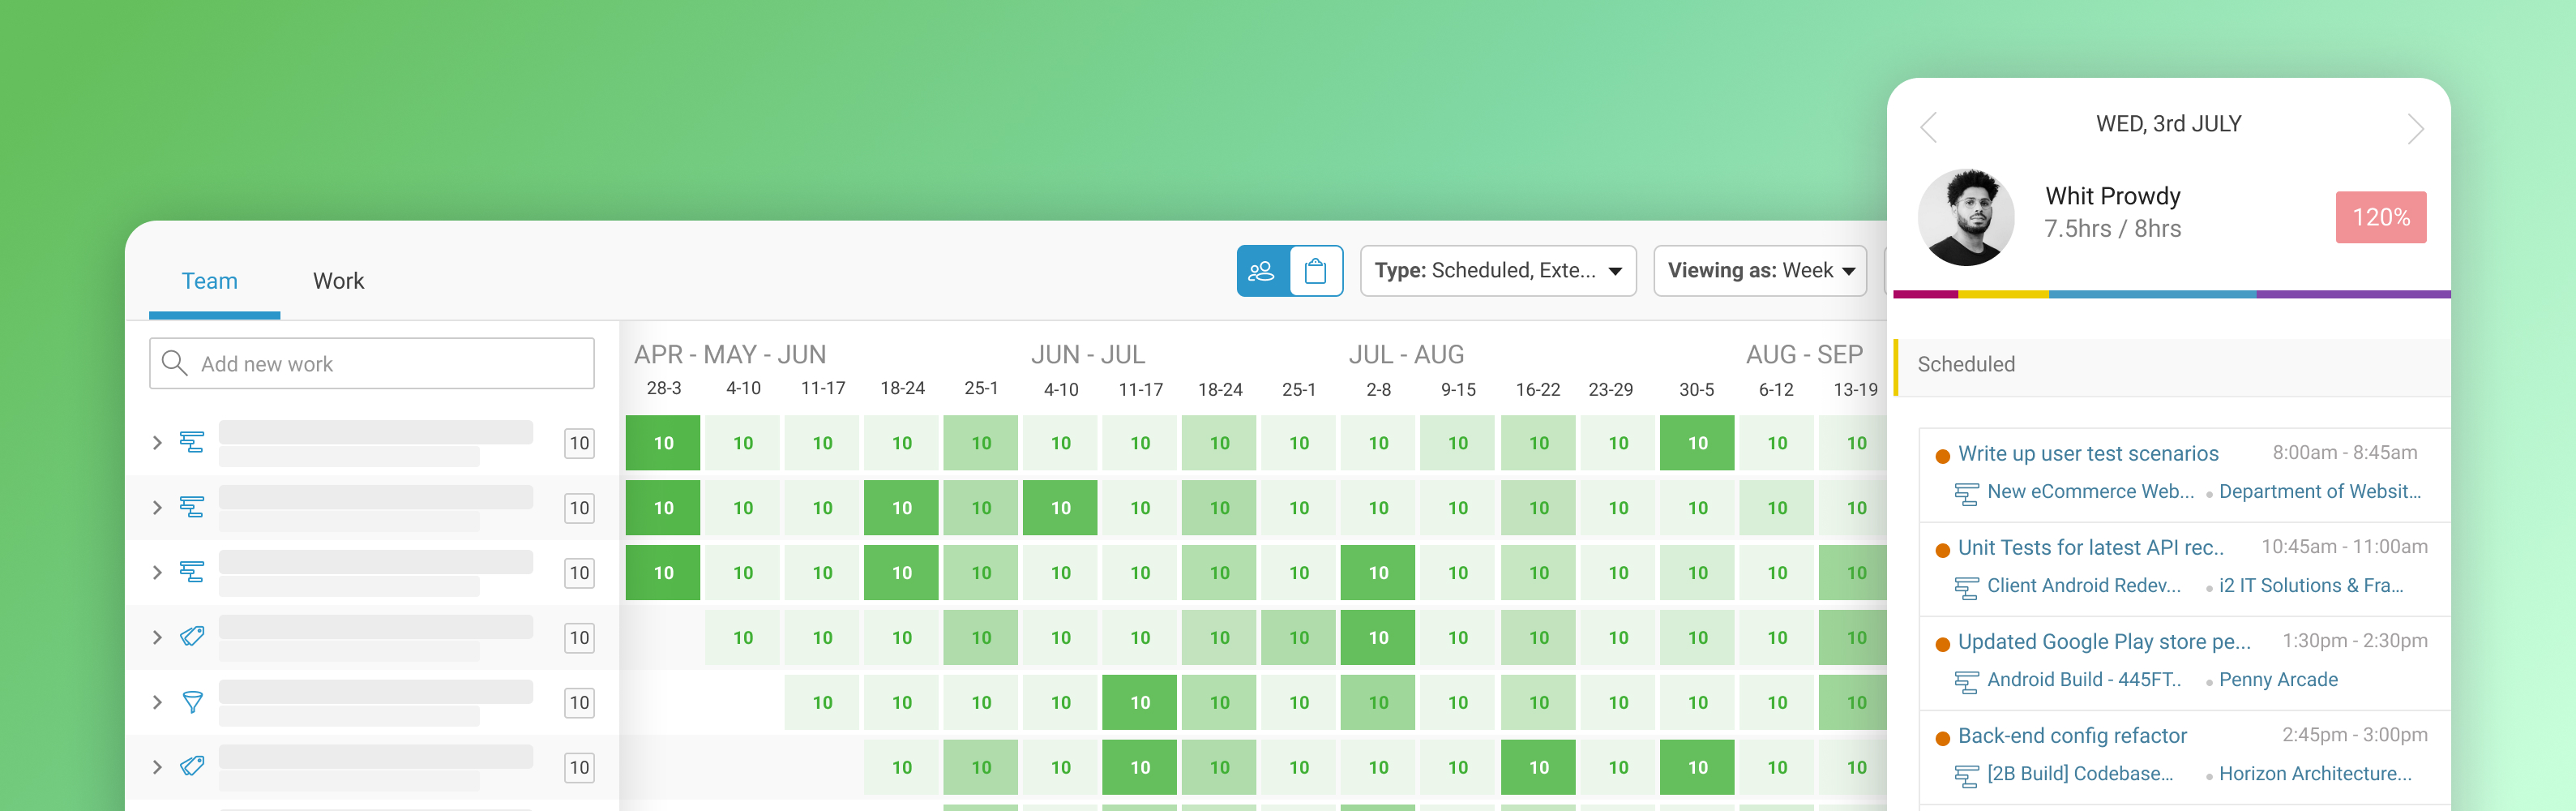 Team Work
Type: Scheduled, Exte... Viewing as: Week
Add new work
APR - MAY - JUN JUN - JUL JUL - AUG AUG - SEP
28-3 4-10 11-17 18-24 25-1 4-10 11-17 18-24 25-1 2-8 9-15 16-22 23-29 30-5 6-12 13-19
10 10 10 10 10 10 10 10 10 10 10 10 10 10 10 10 10
10 10 10 10 10 10 10 10 10 10 10 10 10 10 10 10 10
10 10 10 10 10 10 10 10 10 10 10 10 10 10 10 10 10
10 10 10 10 10 10 10 10 10 10 10 10 10 10 10 10
10 10 10 10 10 10 10 10 10 10 10 10 10 10 10
10 10 10 10 10 10 10 10 10 10 10 10 10 10
WED, 3rd JULY
Whit Prowdy
7.5hrs / 8hrs
120%
Scheduled
Write up user test scenarios 8:00am - 8:45am
New eCommerce Web... Department of Websit...
Unit Tests for latest API rec.. 10:45am - 11:00am
Client Android Redev... i2 IT Solutions & Fra...
Updated Google Play store pe... 1:30pm - 2:30pm
Android Build - 445FT.. Penny Arcade
Back-end config refactor 2:45pm - 3:00pm
[2B Build] Codebase... Horizon Architecture...